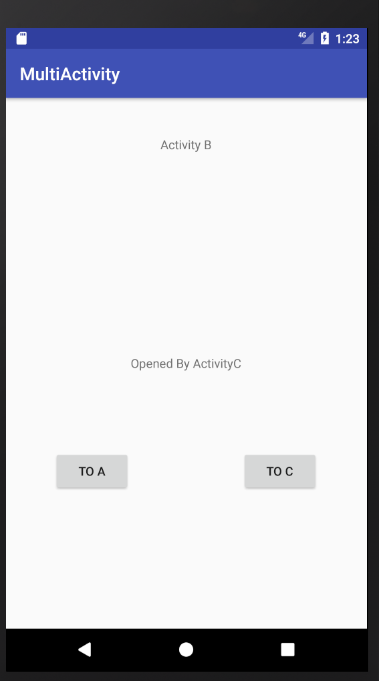 4G 1:23
MultiActivity
Activity B
Opened By ActivityC
TO A TO C